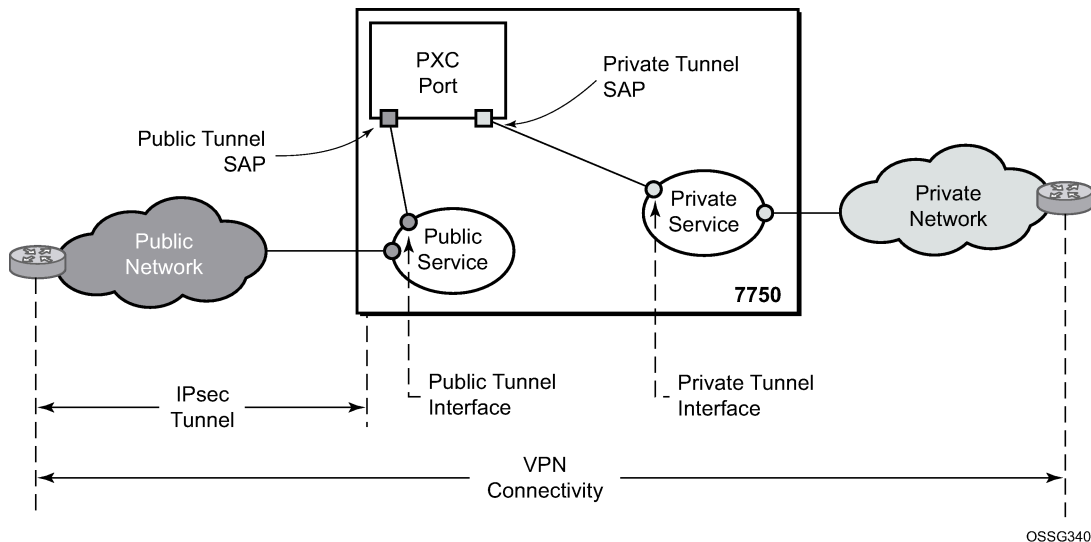 PXC
Port
Private Tunnel
SAP
Public Tunnel
SAP
Public
Network
Public
Service
Private
Service
Private
Network
7750
IPsec
Tunnel
Public Tunnel
Interface
Private Tunnel
Interface
VPN
Connectivity
OSSG340